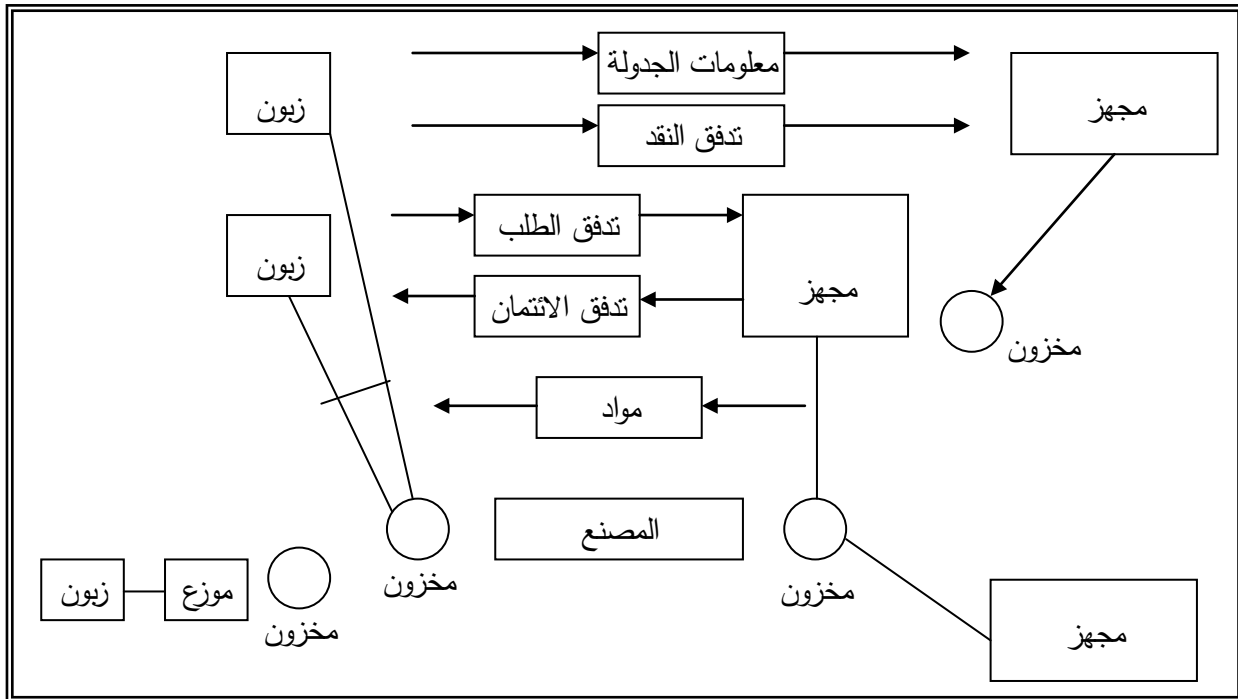 معلومات الجدولة
زبون
مجهز
تدفق النقد
تدفق الطلب
زبون
مجهز
تدفق الائتمان
مخزون
مواد
المصنع
مخزون
مخزون
زبون
موزع
مخزون
مجهز